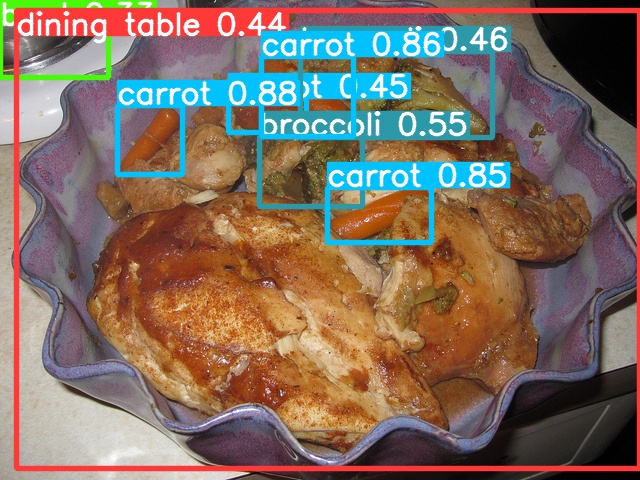 dining table 0.44
carrot 0.86
0.46
carrot 0.88
0.45
broccoli 0.55
carrot 0.85